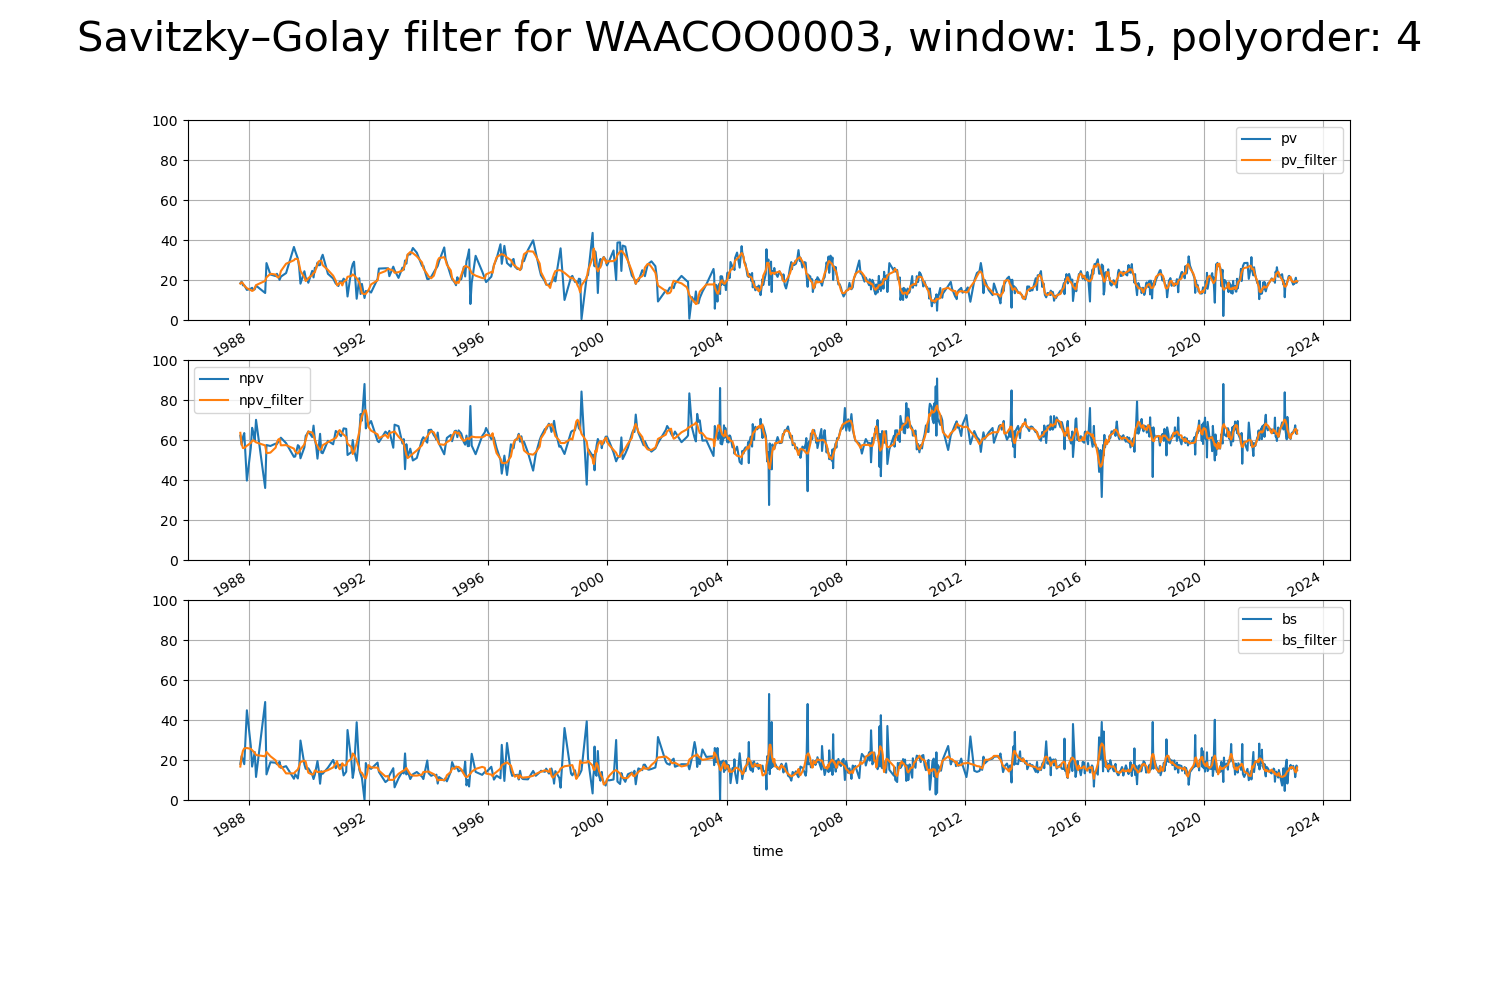 Savitzky–Golay filter for WAACOO0003, window: 15, polyorder: 4
100
80
60
40
20
0
pv
pv_filter
1988 1992 1996 2000 2004 2008 2012 2016 2020 2024
100
80
60
40
20
0
npv
npv_filter
1988 1992 1996 2000 2004 2008 2012 2016 2020 2024
100
80
60
40
20
0
bs
bs_filter
1988 1992 1996 2000 2004 2008 2012 2016 2020 2024
time